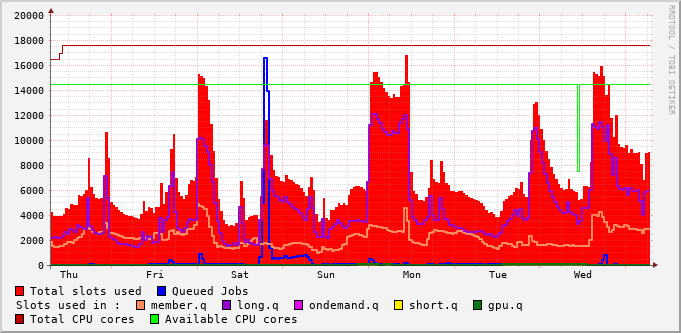 20000
18000
16000
14000
12000
10000
8000
6000
4000
2000
0
Thu Fri Sat Sun Mon Tue Wed
RRDTOOL / TOBI OETIKER
Total slots used Queued Jobs
Slots used in : member.q long.q ondemand.q short.q gpu.q
Total CPU cores Available CPU cores